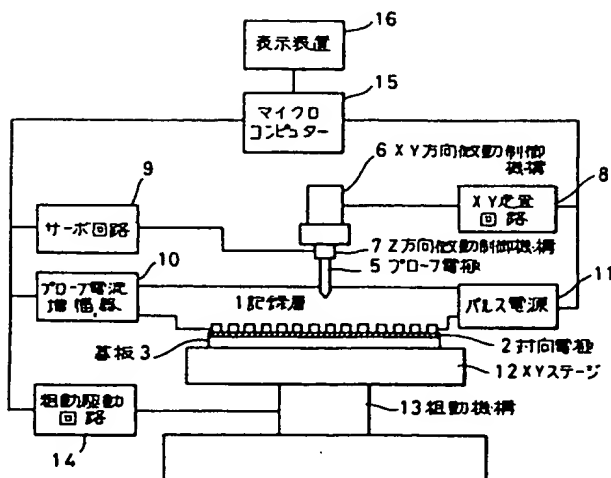 16
表示装置
15
マイクロ
コンピューター
6 XY方向微動制御
機構
9
8
サーボ回路
XY走査
回路
7 Z方向微動制御機構
5 プローブ電極
10
プローブ電流
増幅器
11
パルス電源
1記録層
2対向電極
基板3
12XYステージ
粗動駆動
回路
13粗動機構
14